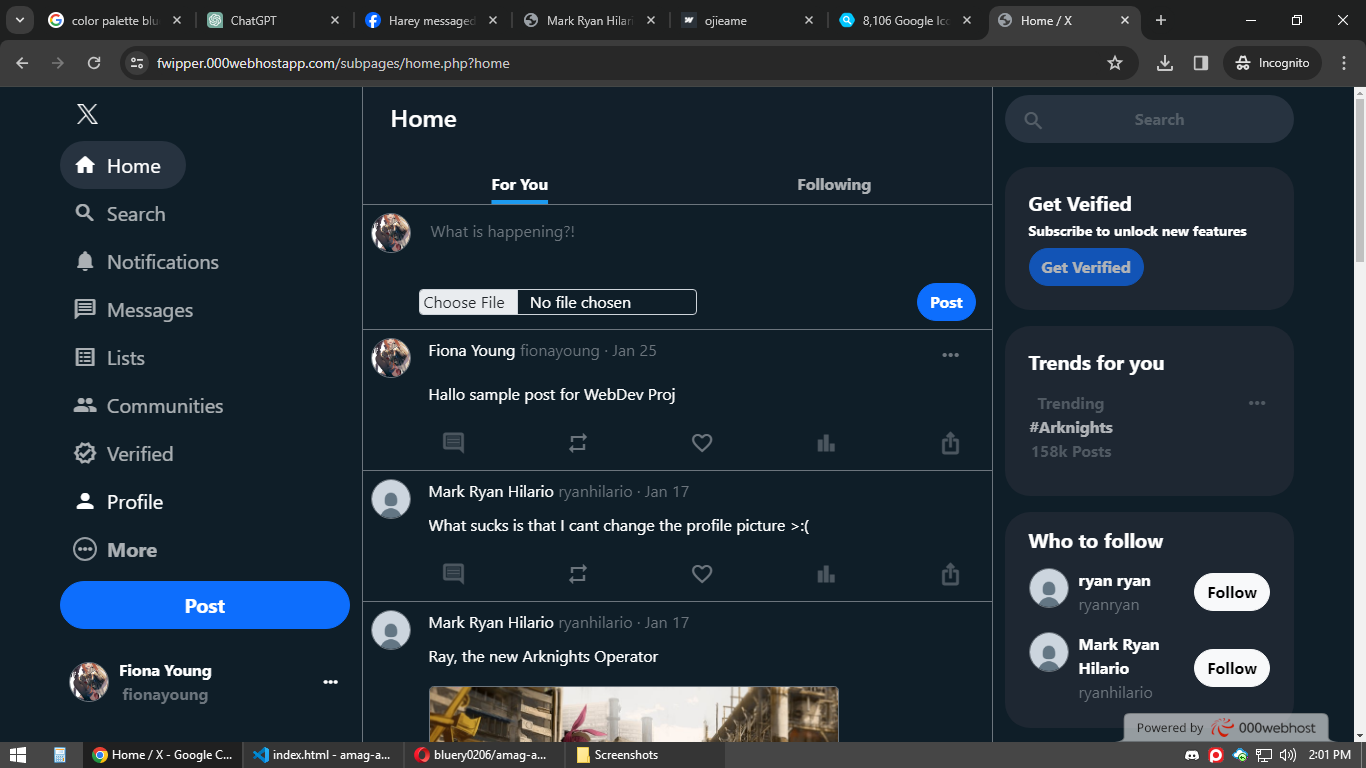 color palette blu
ChatGPT
Harey messaged
Mark Ryan Hilari
ojieame
8,106 Google Ico
Home / X
fwipper.000webhostapp.com/subpages/home.php?home
Incognito
Home
Search
Notifications
Messages
Lists
Communities
Verified
Profile
More
Post
Fiona Young
fionayoung
Home
For You
Following
What is happening?!
Choose File
No file chosen
Post
Fiona Young fionayoung · Jan 25
Hallo sample post for WebDev Proj
Mark Ryan Hilario ryanhilario · Jan 17
What sucks is that I cant change the profile picture >:(
Mark Ryan Hilario ryanhilario · Jan 17
Ray, the new Arknights Operator
Search
Get Veified
Subscribe to unlock new features
Get Verified
Trends for you
Trending
#Arknights
158k Posts
Who to follow
ryan ryan
ryanryan
Follow
Mark Ryan
Hilario
ryanhilario
Follow
Powered by 000webhost
Home / X - Google C...
index.html - amag-a...
bluery0206/amag-a...
Screenshots
2:01 PM